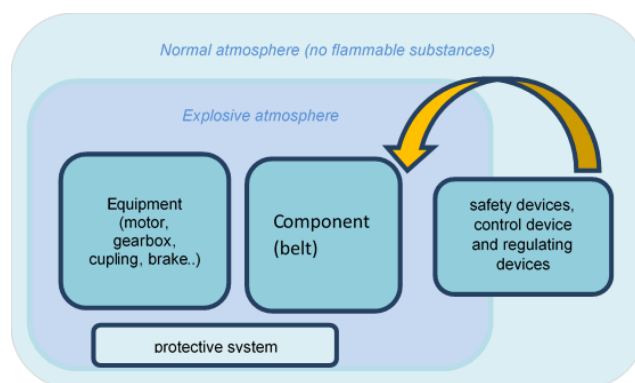 Normal atmosphere (no flammable substances)
Explosive atmosphere
Equipment
(motor,
gearbox,
cupling, brake..)
Component
(belt)
safety devices,
control device
and regulating
devices
protective system